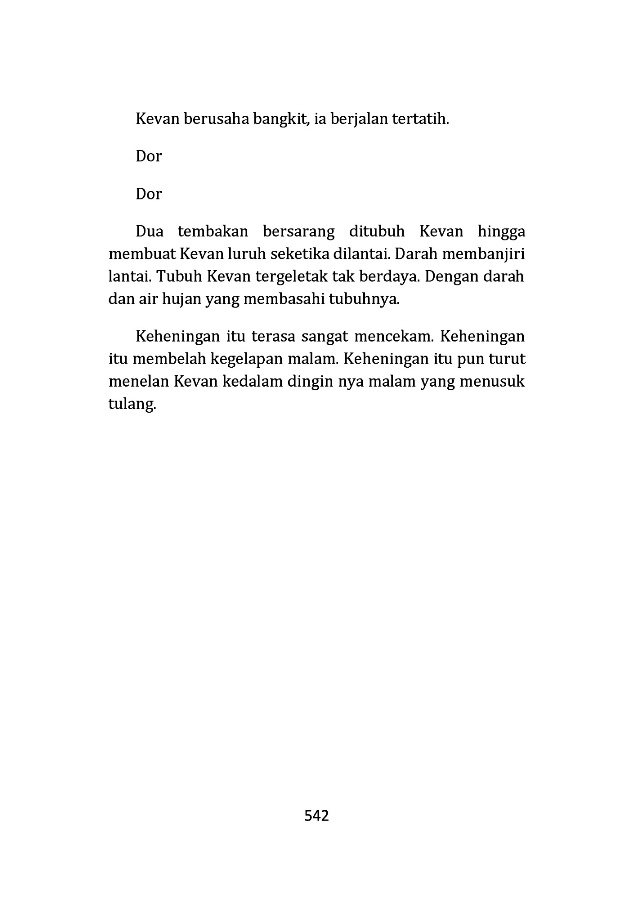 Kevan berusaha bangkit, ia berjalan tertatih.
Dor
Dor
Dua tembakan bersarang ditubuh Kevan hingga
membuat Kevan luruh seketika dilantai. Darah membanjiri
lantai. Tubuh Kevan tergeletak tak berdaya. Dengan darah
dan air hujan yang membasahi tubuhnya.
Keheningan itu terasa sangat mencekam. Keheningan
itu membelah kegelapan malam. Keheningan itu pun turut
menelan Kevan kedalam dingin nya malam yang menusuk
tulang.
542